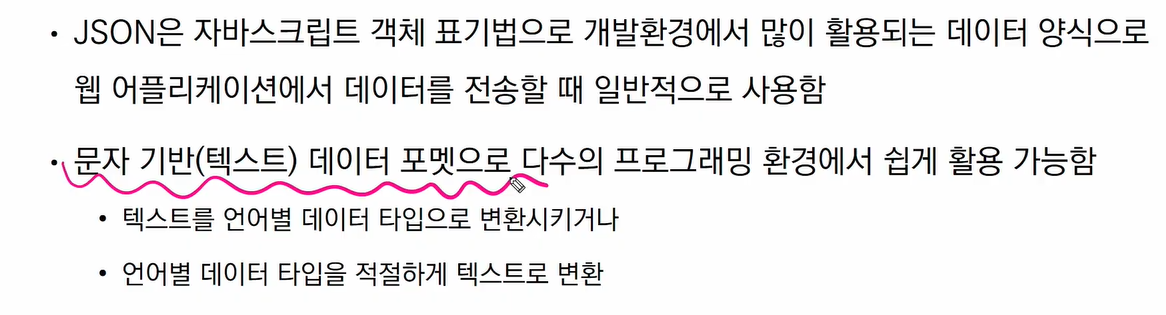 • JSON은 자바스크립트 객체 표기법으로 개발환경에서 많이 활용되는 데이터 양식으로
웹 어플리케이션에서 데이터를 전송할 때 일반적으로 사용함
• 문자 기반(텍스트) 데이터 포멧으로 다수의 프로그래밍 환경에서 쉽게 활용 가능함
• 텍스트를 언어별 데이터 타입으로 변환시키거나
• 언어별 데이터 타입을 적절하게 텍스트로 변환